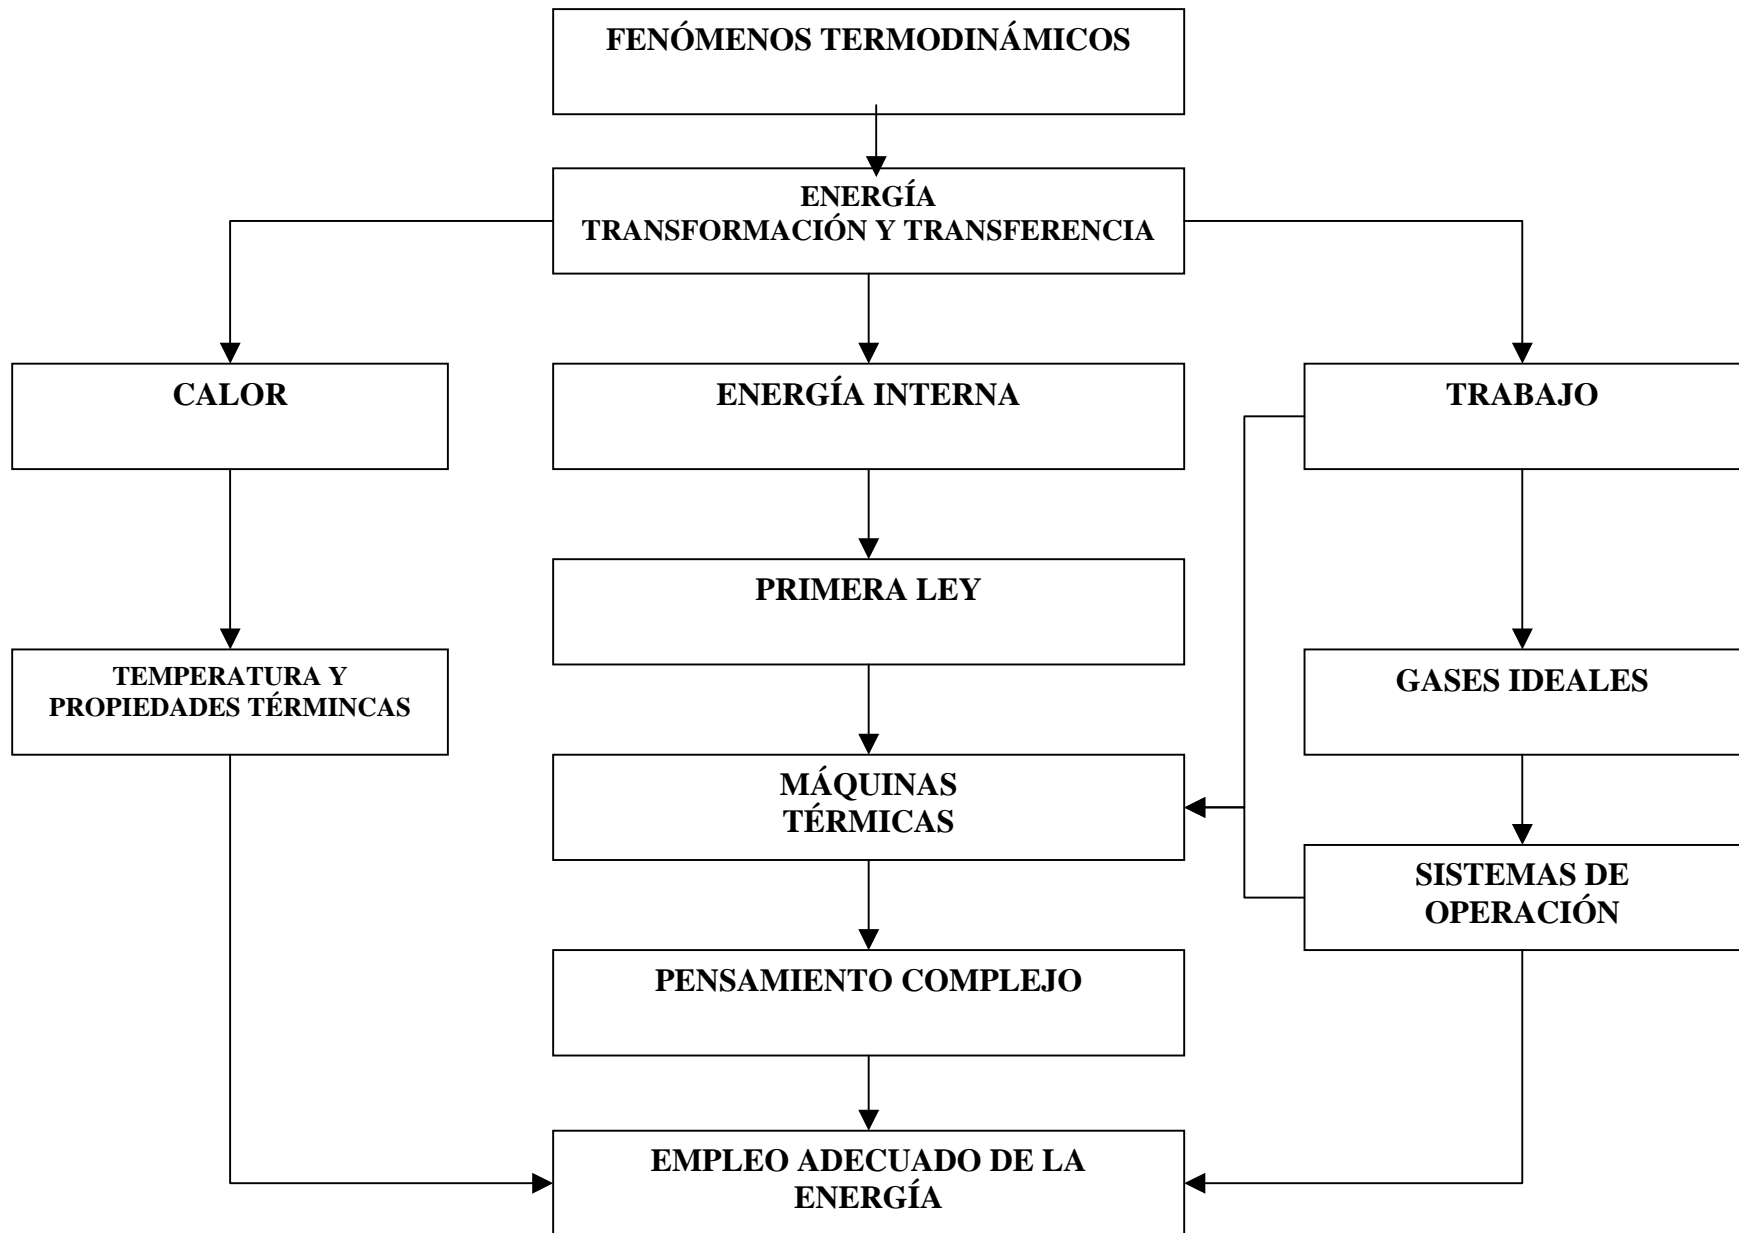 FENÓMENOS TERMODINÁMICOS
ENERGÍA
TRANSFORMACIÓN Y TRANSFERENCIA
CALOR
ENERGÍA INTERNA
TRABAJO
PRIMERA LEY
TEMPERATURA Y
PROPIEDADES TÉRMINCAS
GASES IDEALES
MÁQUINAS
TÉRMICAS
SISTEMAS DE
OPERACIÓN
PENSAMIENTO COMPLEJO
EMPLEO ADECUADO DE LA
ENERGÍA